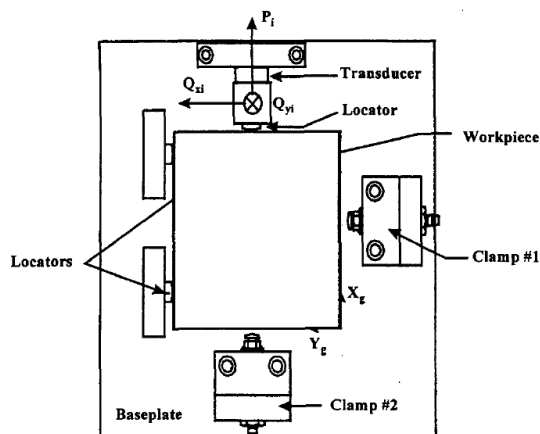 P_i
Transducer
Q_xi
Q_yi
Locator
Workpiece
Locators
Clamp #1
X_g
Y_g
Clamp #2
Baseplate